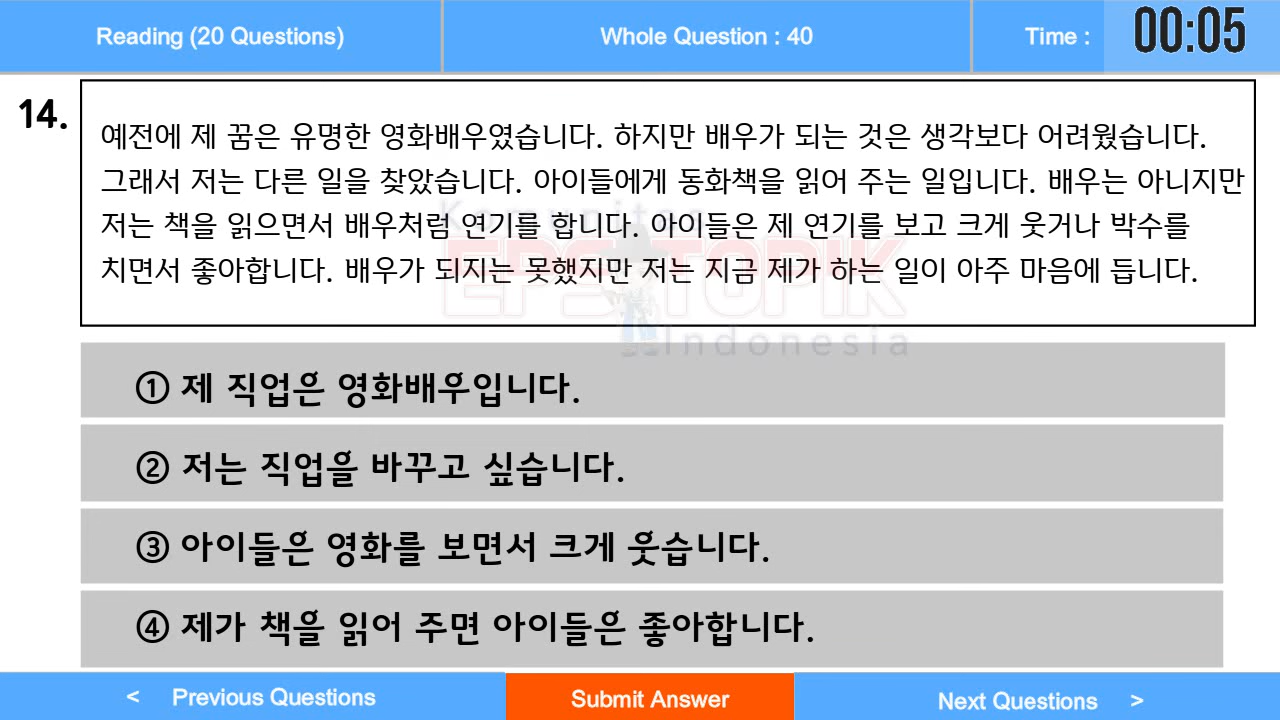 Reading (20 Questions)
Whole Question : 40
Time :
00:05
14.
예전에 제 꿈은 유명한 영화배우였습니다. 하지만 배우가 되는 것은 생각보다 어려웠습니다.
그래서 저는 다른 일을 찾았습니다. 아이들에게 동화책을 읽어 주는 일입니다. 배우는 아니지만
저는 책을 읽으면서 배우처럼 연기를 합니다. 아이들은 제 연기를 보고 크게 웃거나 박수를
치면서 좋아합니다. 배우가 되지는 못했지만 저는 지금 제가 하는 일이 아주 마음에 듭니다.
Komunitas
EPS TOPIK
Indonesia
① 제 직업은 영화배우입니다.
② 저는 직업을 바꾸고 싶습니다.
③ 아이들은 영화를 보면서 크게 웃습니다.
④ 제가 책을 읽어 주면 아이들은 좋아합니다.
< Previous Questions
Submit Answer
Next Questions >